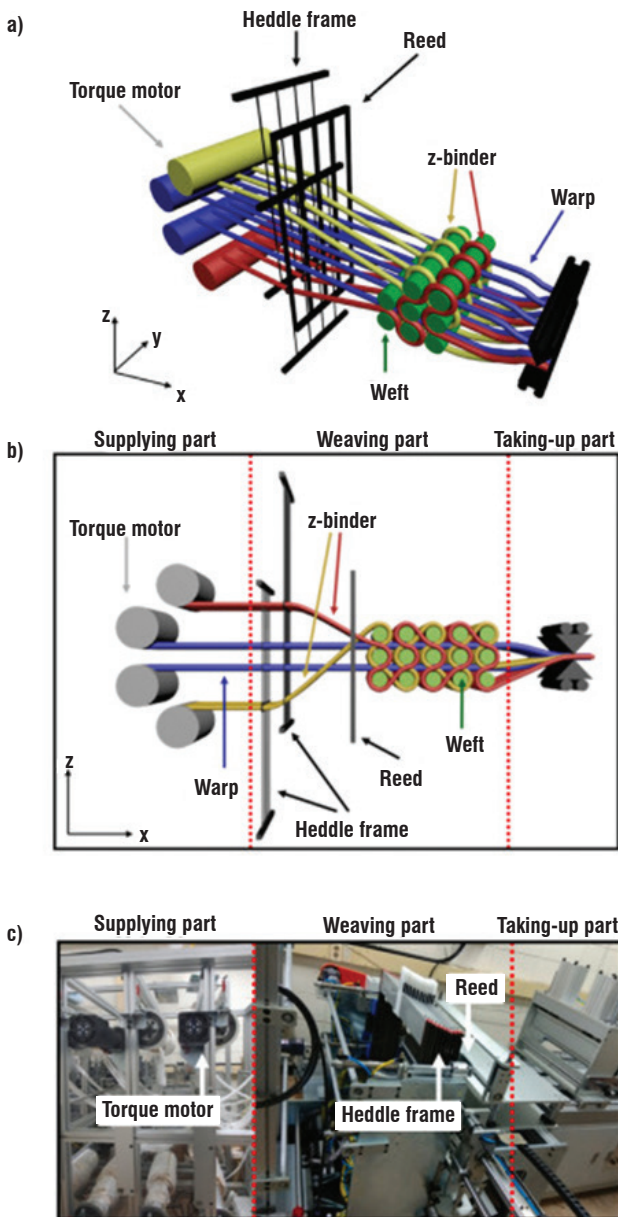 a)
Heddle frame
Reed
Torque motor
z-binder
Warp
z
y
x
Weft
Supplying part
Weaving part
Taking-up part
b)
z-binder
Torque motor
Weft
Reed
Warp
z
x
Heddle frame
Supplying part
Weaving part
Taking-up part
c)
Reed
Torque motor
Heddle frame